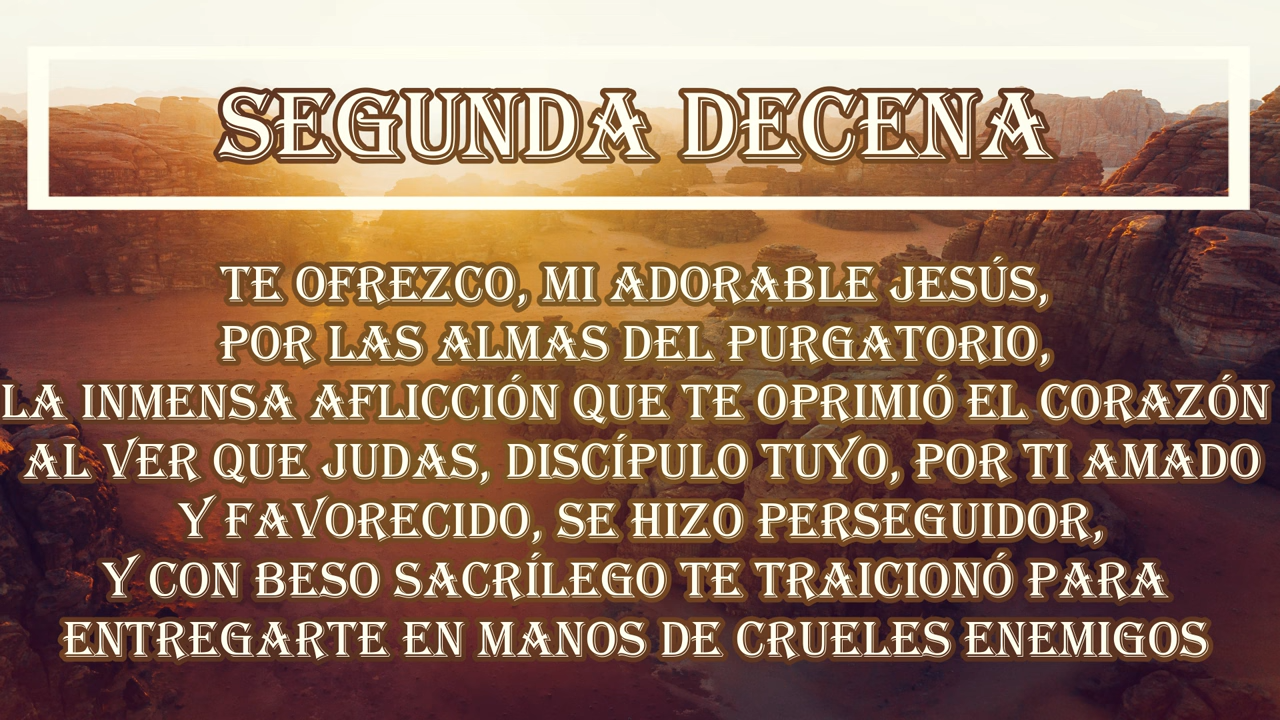 SEGUNDA DECENA
TE OFREZCO, MI ADORABLE JESÚS,
POR LAS ALMAS DEL PURGATORIO,
LA INMENSA AFLICCIÓN QUE TE OPRIMIÓ EL CORAZÓN
AL VER QUE JUDAS, DISCÍPULO TUYO, POR TI AMADO
Y FAVORECIDO, SE HIZO PERSEGUIDOR,
Y CON BESO SACRÍLEGO TE TRAICIONÓ PARA
ENTREGARTE EN MANOS DE CRUELES ENEMIGOS